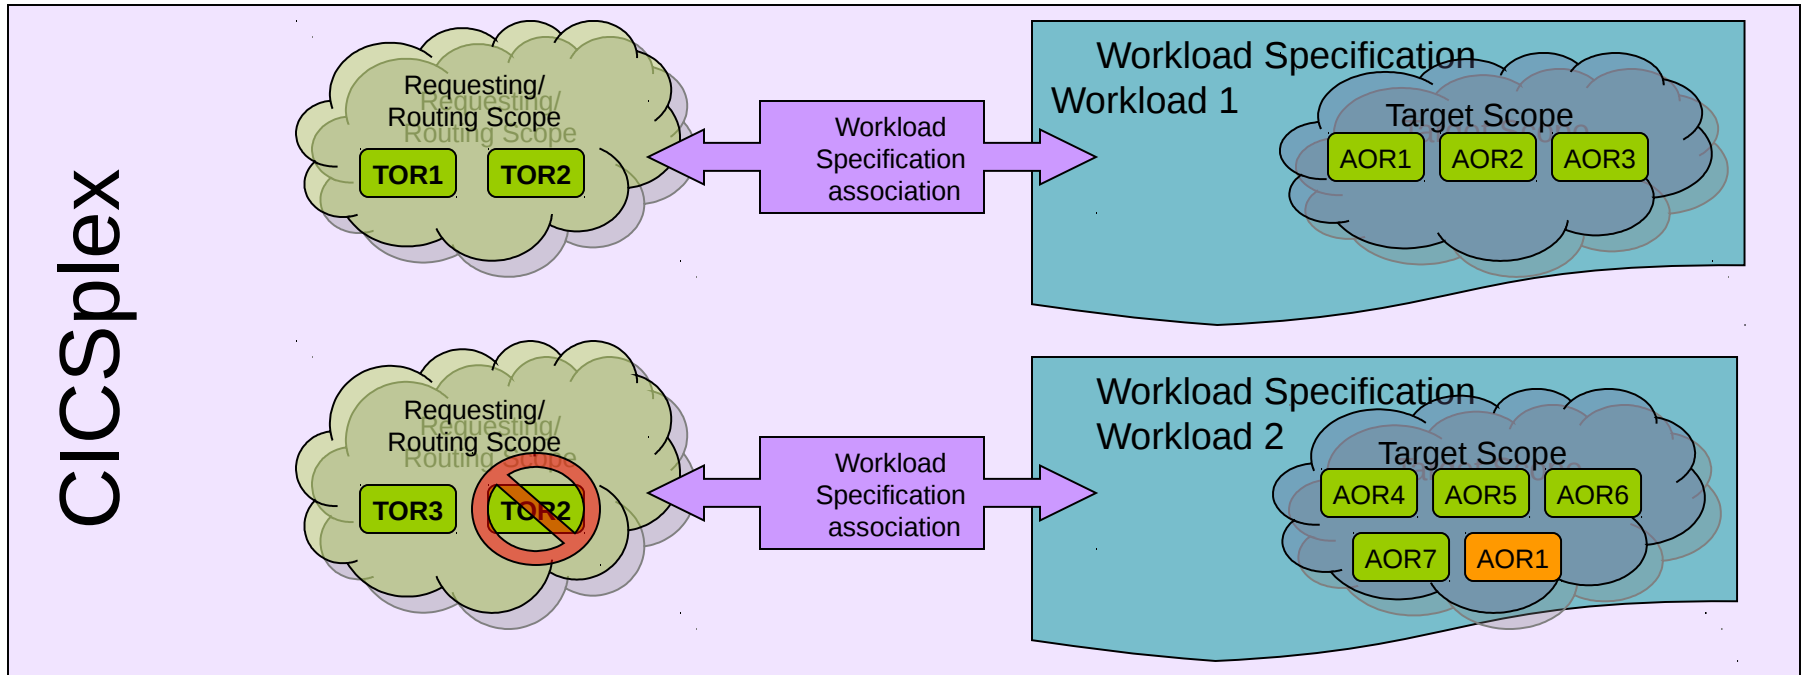 CICSplex
Requesting/
Routing Scope
TOR1
TOR2
Workload
Specification
association
Workload Specification
Workload 1
Target Scope
AOR1
AOR2
AOR3
Requesting/
Routing Scope
TOR3
TOR2
Workload
Specification
association
Workload Specification
Workload 2
Target Scope
AOR4
AOR5
AOR6
AOR7
AOR1